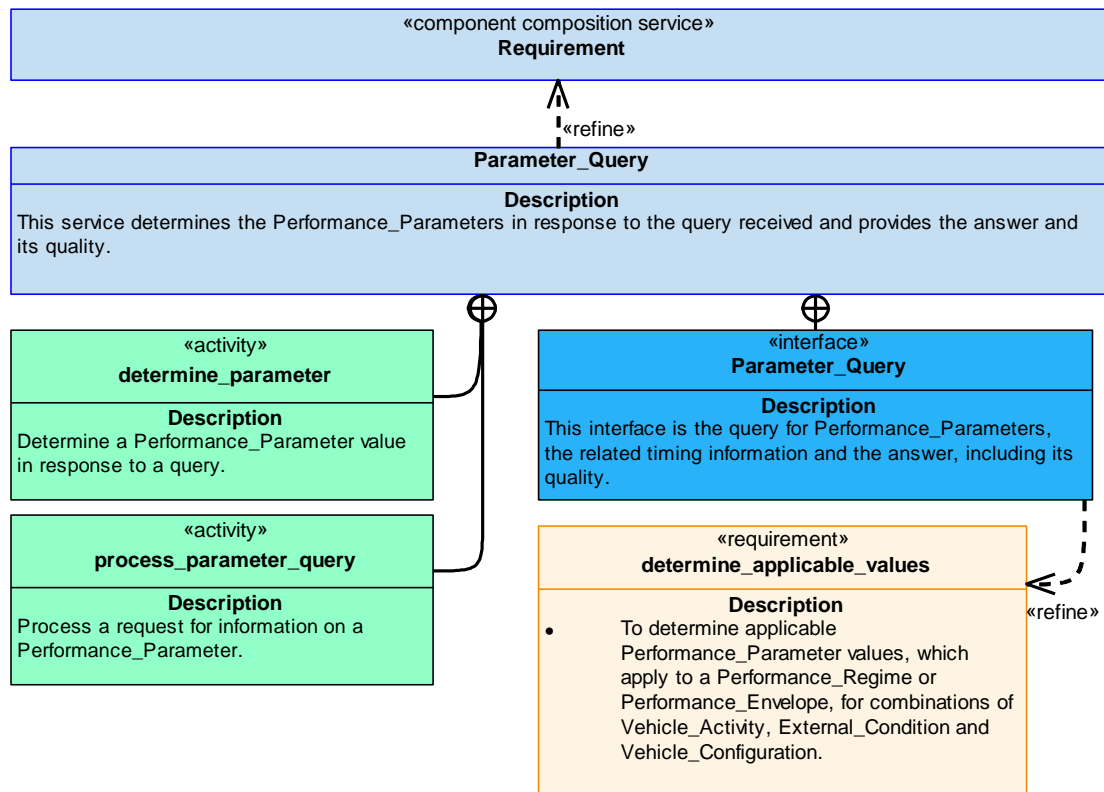 «component composition service»
Requirement
«refine»
Parameter_Query
Description
This service determines the Performance_Parameters in response to the query received and provides the answer and
its quality.
«activity»
determine_parameter
Description
Determine a Performance_Parameter value
in response to a query.
«activity»
process_parameter_query
Description
Process a request for information on a
Performance_Parameter.
«interface»
Parameter_Query
Description
This interface is the query for Performance_Parameters,
the related timing information and the answer, including its
quality.
«requirement»
determine_applicable_values
«refine»
Description
• To determine applicable
Performance_Parameter values, which
apply to a Performance_Regime or
Performance_Envelope, for combinations of
Vehicle_Activity, External_Condition and
Vehicle_Configuration.